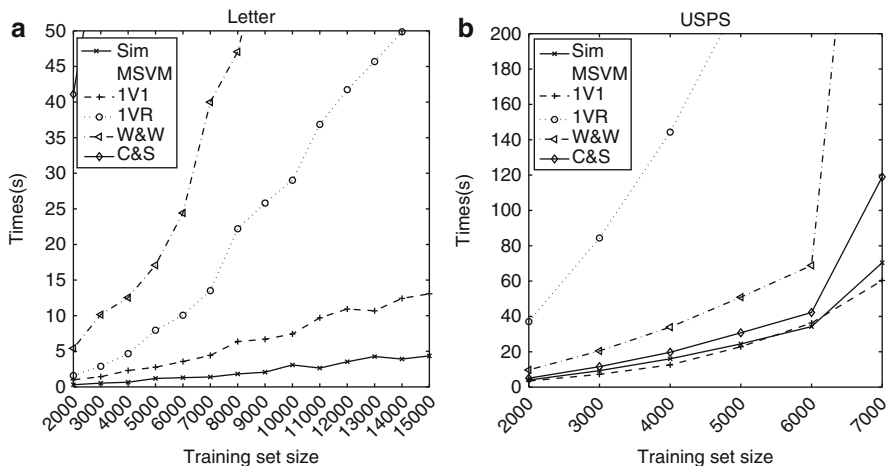 a
Letter
Times(s)
50
45
40
35
30
25
20
15
10
5
0
Sim
MSVM
1V1
1VR
W&W
C&S
2000
3000
4000
5000
6000
7000
8000
9000
10000
11000
12000
13000
14000
15000
Training set size
b
USPS
Times(s)
200
180
160
140
120
100
80
60
40
20
0
Sim
MSVM
1V1
1VR
W&W
C&S
2000
3000
4000
5000
6000
7000
Training set size